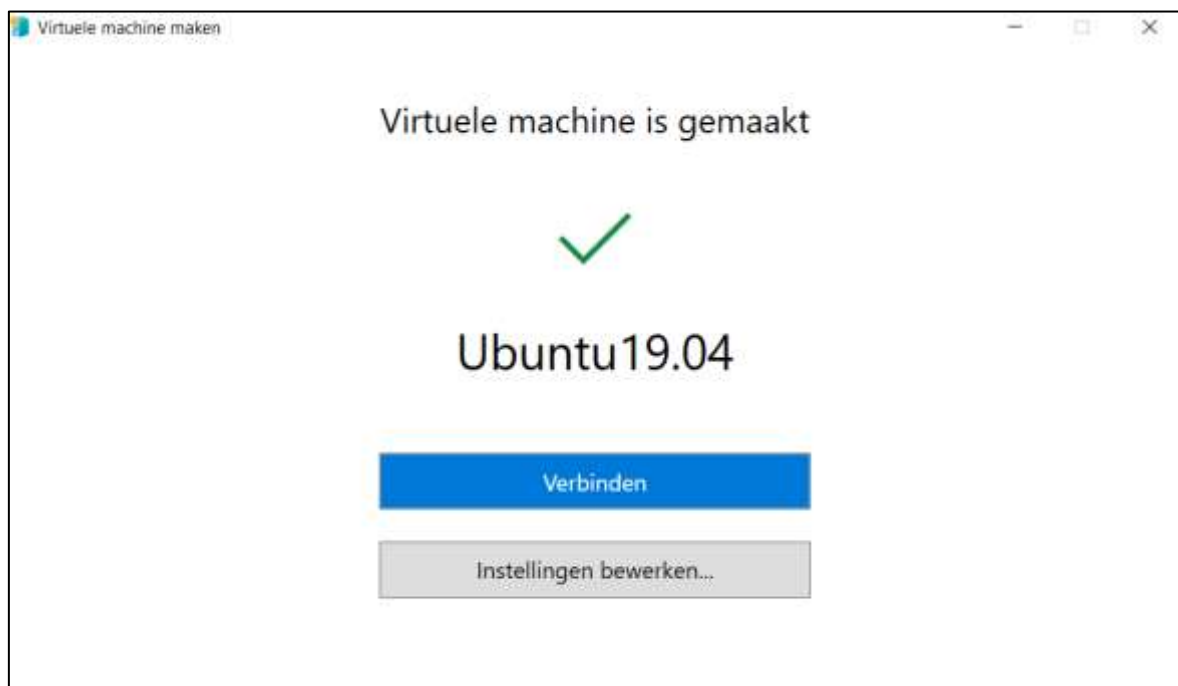 Virtuele machine maken
Virtuele machine is gemaakt
Ubuntu19.04
Verbinden
Instellingen bewerken...